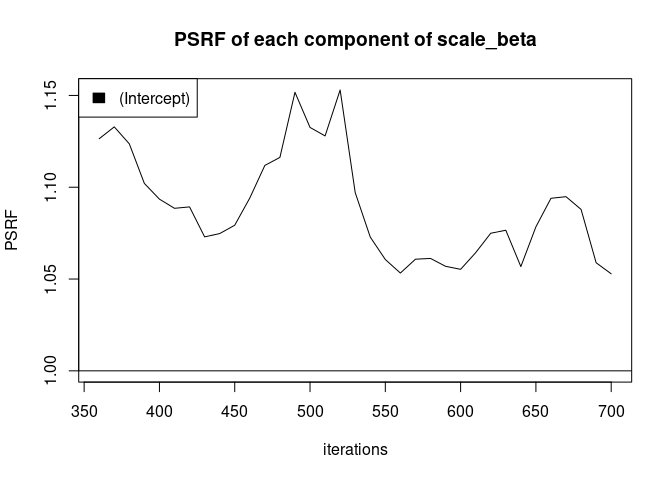 PSRF of each component of scale_beta
(Intercept)
PSRF
1.15
1.10
1.05
1.00
350 400 450 500 550 600 650 700
iterations